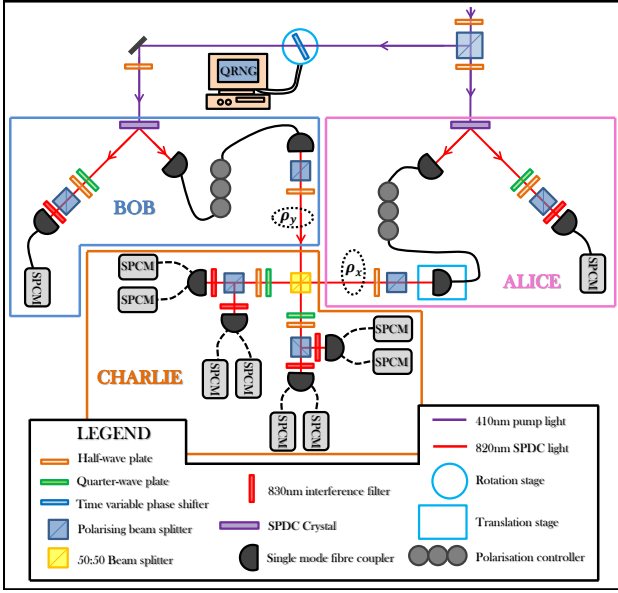 QRNG
BOB
ρy
SPCM
ρx
ALICE
SPCM
SPCM
SPCM
CHARLIE
SPCM
SPCM
SPCM
SPCM
SPCM
SPCM
LEGEND
Half-wave plate
Quarter-wave plate
Time variable phase shifter
Polarising beam splitter
50:50 Beam splitter
830nm interference filter
SPDC Crystal
Single mode fibre coupler
410nm pump light
820nm SPDC light
Rotation stage
Translation stage
Polarisation controller